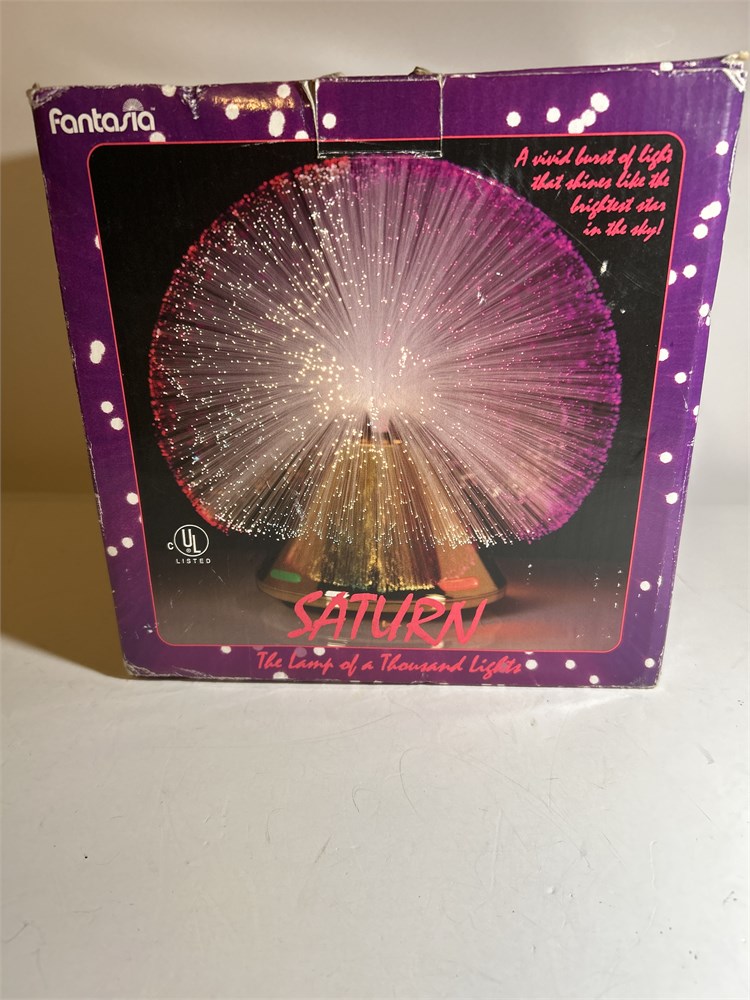 fantasia™
A vivid burst of light
that shines like the
brightest star
in the sky!
C UL ®
LISTED
SATURN
The Lamp of a Thousand Lights